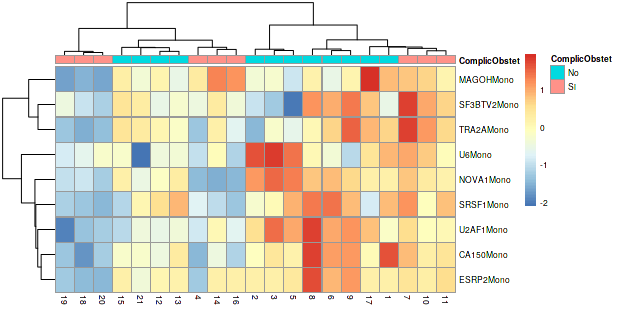 ComplicObstet
ComplicObstet
No
SI
1
0
-1
-2
MAGOHMono
SF3BTV2Mono
TRA2AMono
U6Mono
NOVA1Mono
SRSF1Mono
U2AF1Mono
CA150Mono
ESRP2Mono
19 18 20 15 21 12 13 4 14 16 2 3 5 8 6 9 17 1 7 10 11